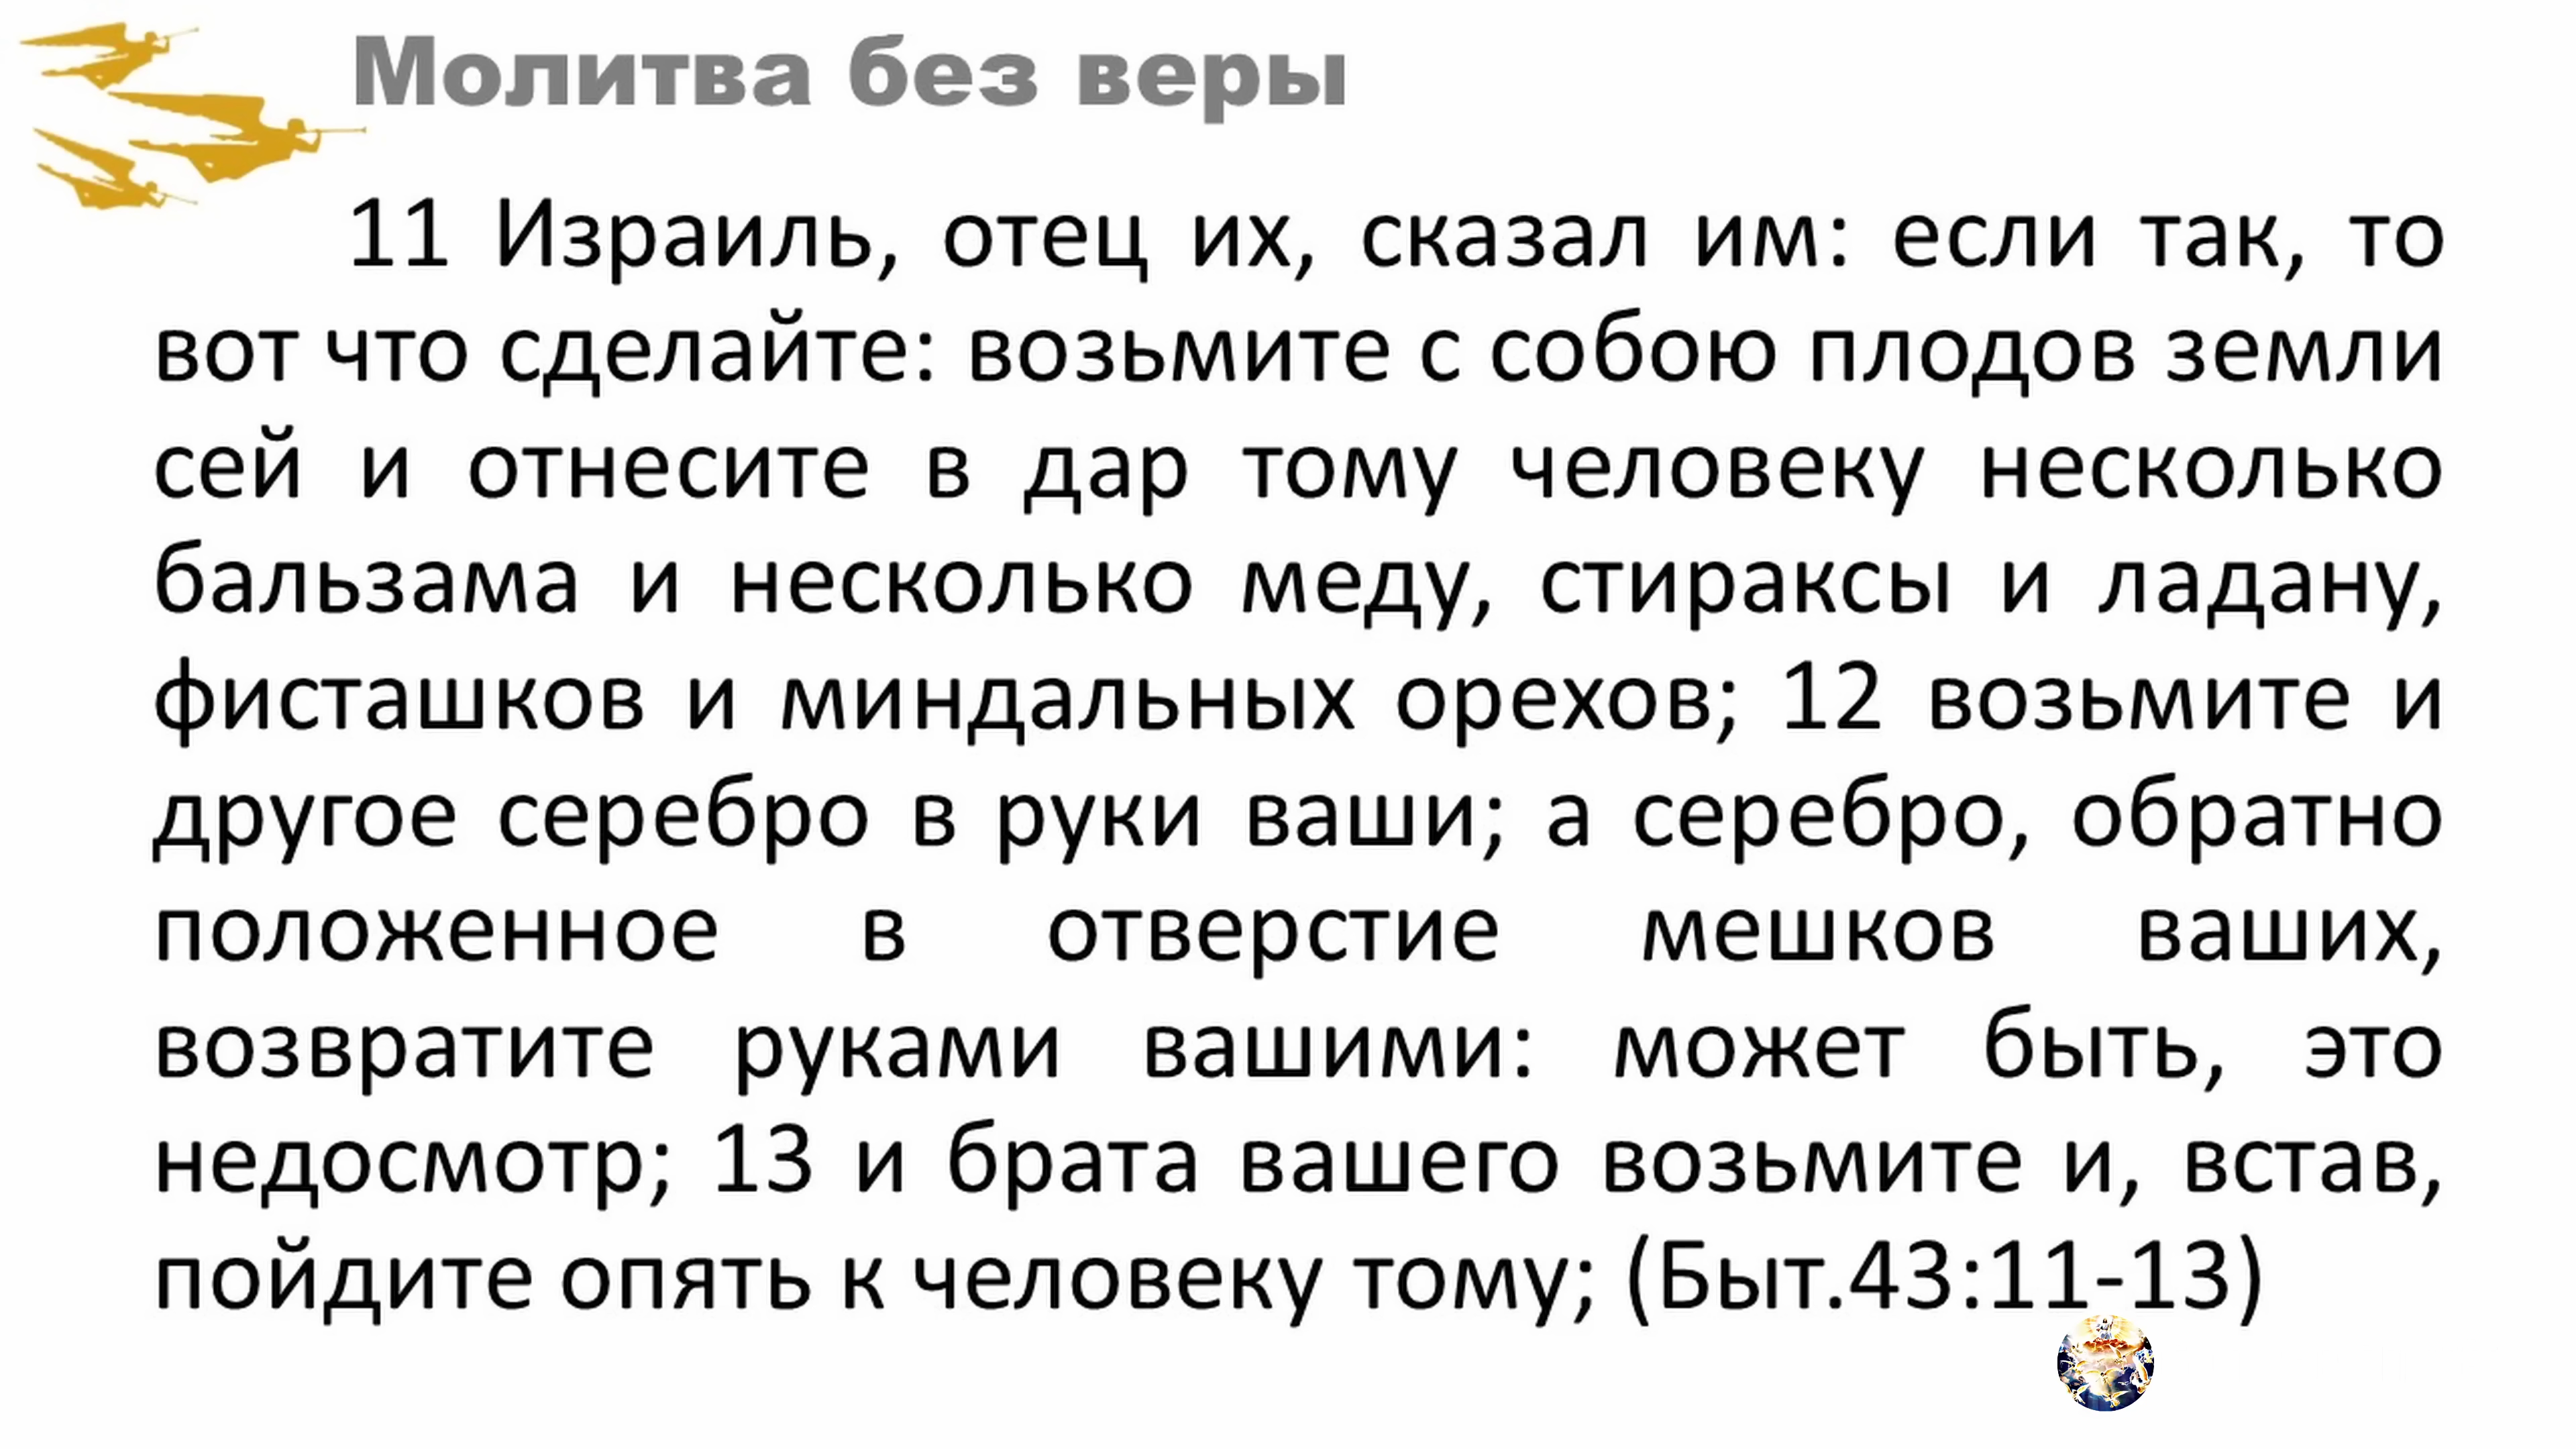 Молитва без веры
11 Израиль, отец их, сказал им: если так, то
вот что сделайте: возьмите с собою плодов земли
сей и отнесите в дар тому человеку несколько
бальзама и несколько меду, стираксы и ладану,
фисташков и миндальных орехов; 12 возьмите и
другое серебро в руки ваши; а серебро, обратно
положенное в отверстие мешков ваших,
возвратите руками вашими: может быть, это
недосмотр; 13 и брата вашего возьмите и, встав,
пойдите опять к человеку тому; (Быт.43:11-13)